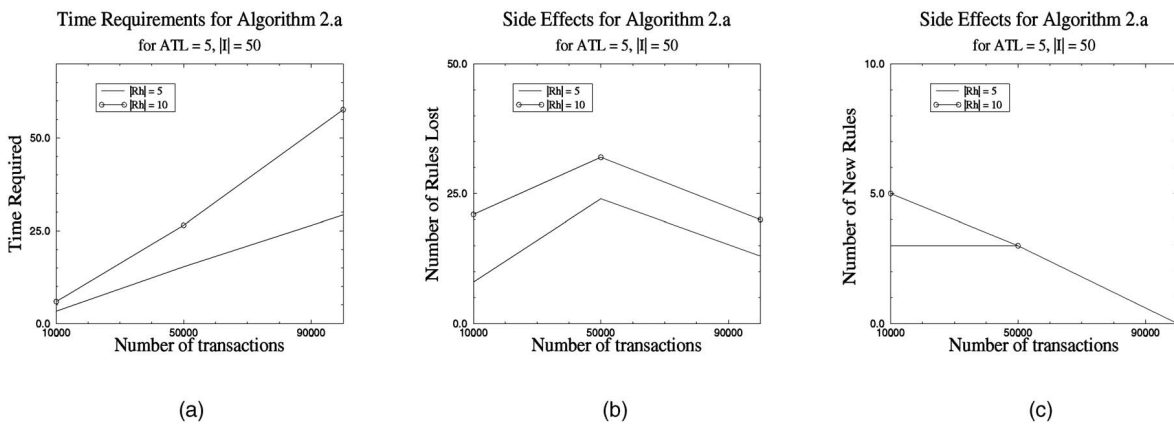 Time Requirements for Algorithm 2.a
for ATL = 5, |I| = 50
|Rh| = 5
|Rh| = 10
Time Required
50.0
25.0
0.0
10000 50000 90000
Number of transactions
(a)
Side Effects for Algorithm 2.a
for ATL = 5, |I| = 50
|Rh| = 5
|Rh| = 10
Number of Rules Lost
50.0
25.0
0.0
10000 50000 90000
Number of transactions
(b)
Side Effects for Algorithm 2.a
for ATL = 5, |I| = 50
|Rh| = 5
|Rh| = 10
Number of New Rules
10.0
5.0
0.0
10000 50000 90000
Number of transactions
(c)